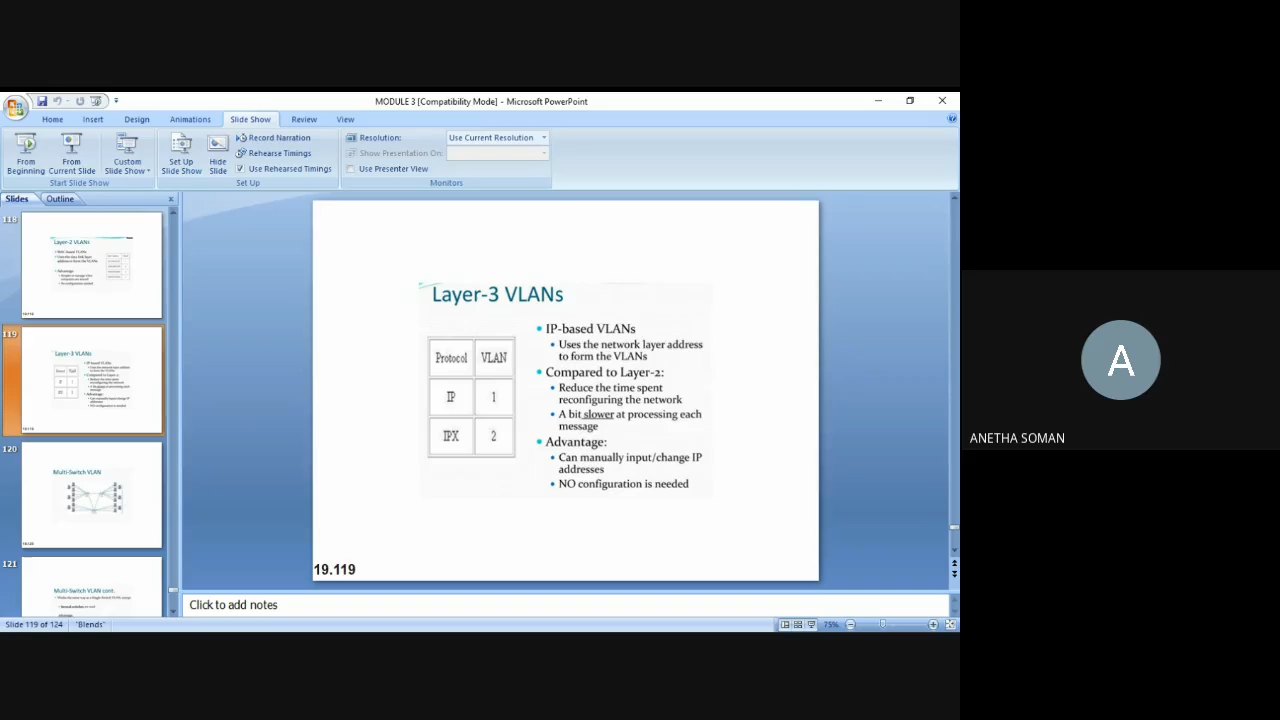 MODULE 3 [Compatibility Mode] - Microsoft PowerPoint
Home Insert Design Animations Slide Show Review View
From Beginning
From Current Slide
Custom Slide Show
Start Slide Show
Set Up Slide Show
Hide Slide
Record Narration
Rehearse Timings
Use Rehearsed Timings
Set Up
Resolution: Use Current Resolution
Show Presentation On:
Use Presenter View
Monitors
Slides Outline
118
Layer-2 VLANs
119
Layer-3 VLANs
120
Multi-Switch VLAN
121
Multi-Switch VLAN cont.
Layer-3 VLANs
Protocol VLAN
IP 1
IPX 2
• IP-based VLANs
• Uses the network layer address
to form the VLANs
• Compared to Layer-2:
• Reduce the time spent
reconfiguring the network
• A bit slower at processing each
message
• Advantage:
• Can manually input/change IP
addresses
• NO configuration is needed
19.119
Click to add notes
Slide 119 of 124 "Blends" 75%
A
ANETHA SOMAN